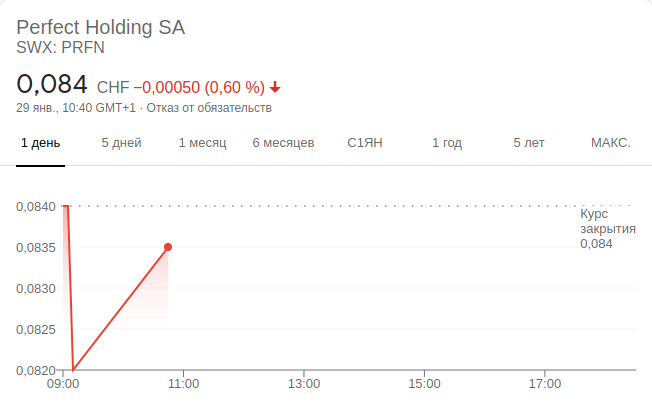 Perfect Holding SA
SWX: PRFN
0,084 CHF −0,00050 (0,60 %)
29 янв., 10:40 GMT+1 · Отказ от обязательств
1 день 5 дней 1 месяц 6 месяцев С1ЯН 1 год 5 лет МАКС.
0,0840
Курс
закрытия
0,084
0,0835
0,0830
0,0825
0,0820
09:00 11:00 13:00 15:00 17:00